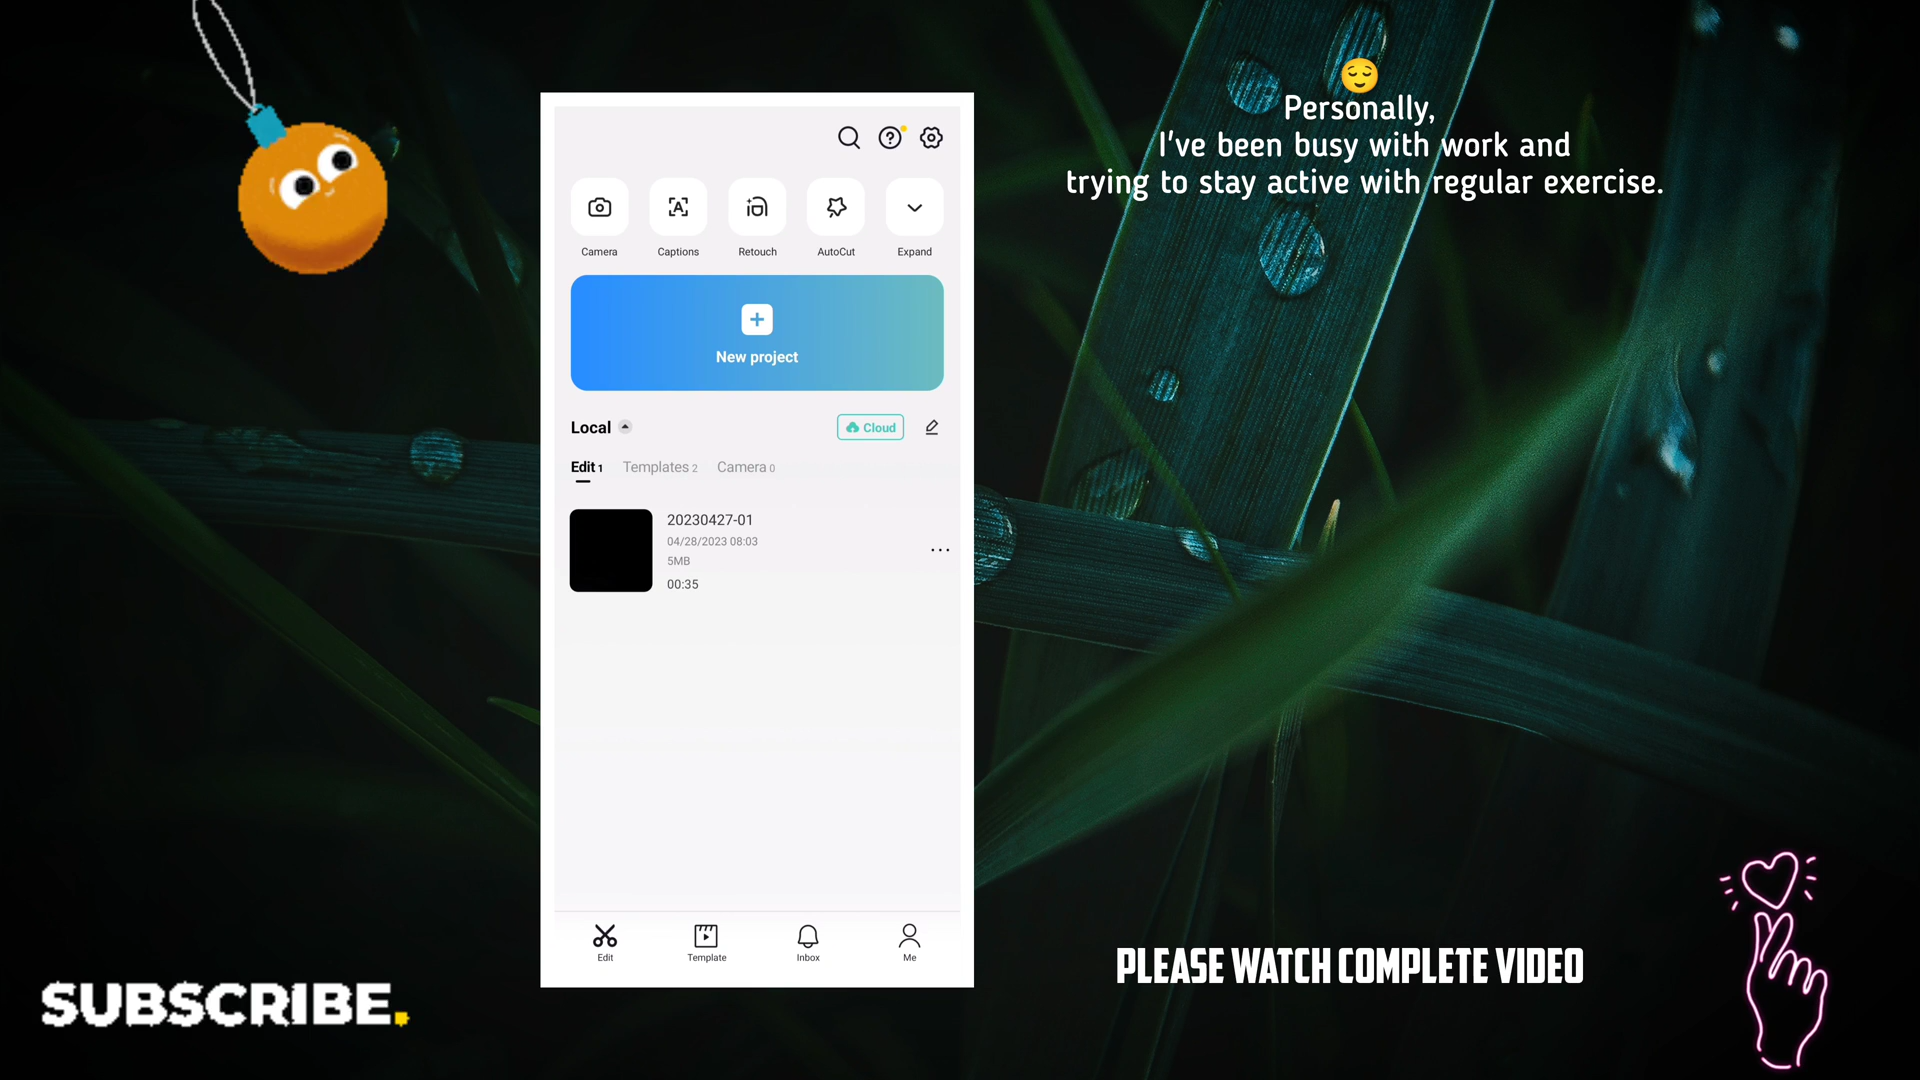 Personally,
I've been busy with work and
trying to stay active with regular exercise.
Camera
Captions
Retouch
AutoCut
Expand
New project
Local
Cloud
Edit 1
Templates 2
Camera 0
20230427-01
04/28/2023 08:03
5MB
00:35
Edit
Template
Inbox
Me
SUBSCRIBE.
PLEASE WATCH COMPLETE VIDEO